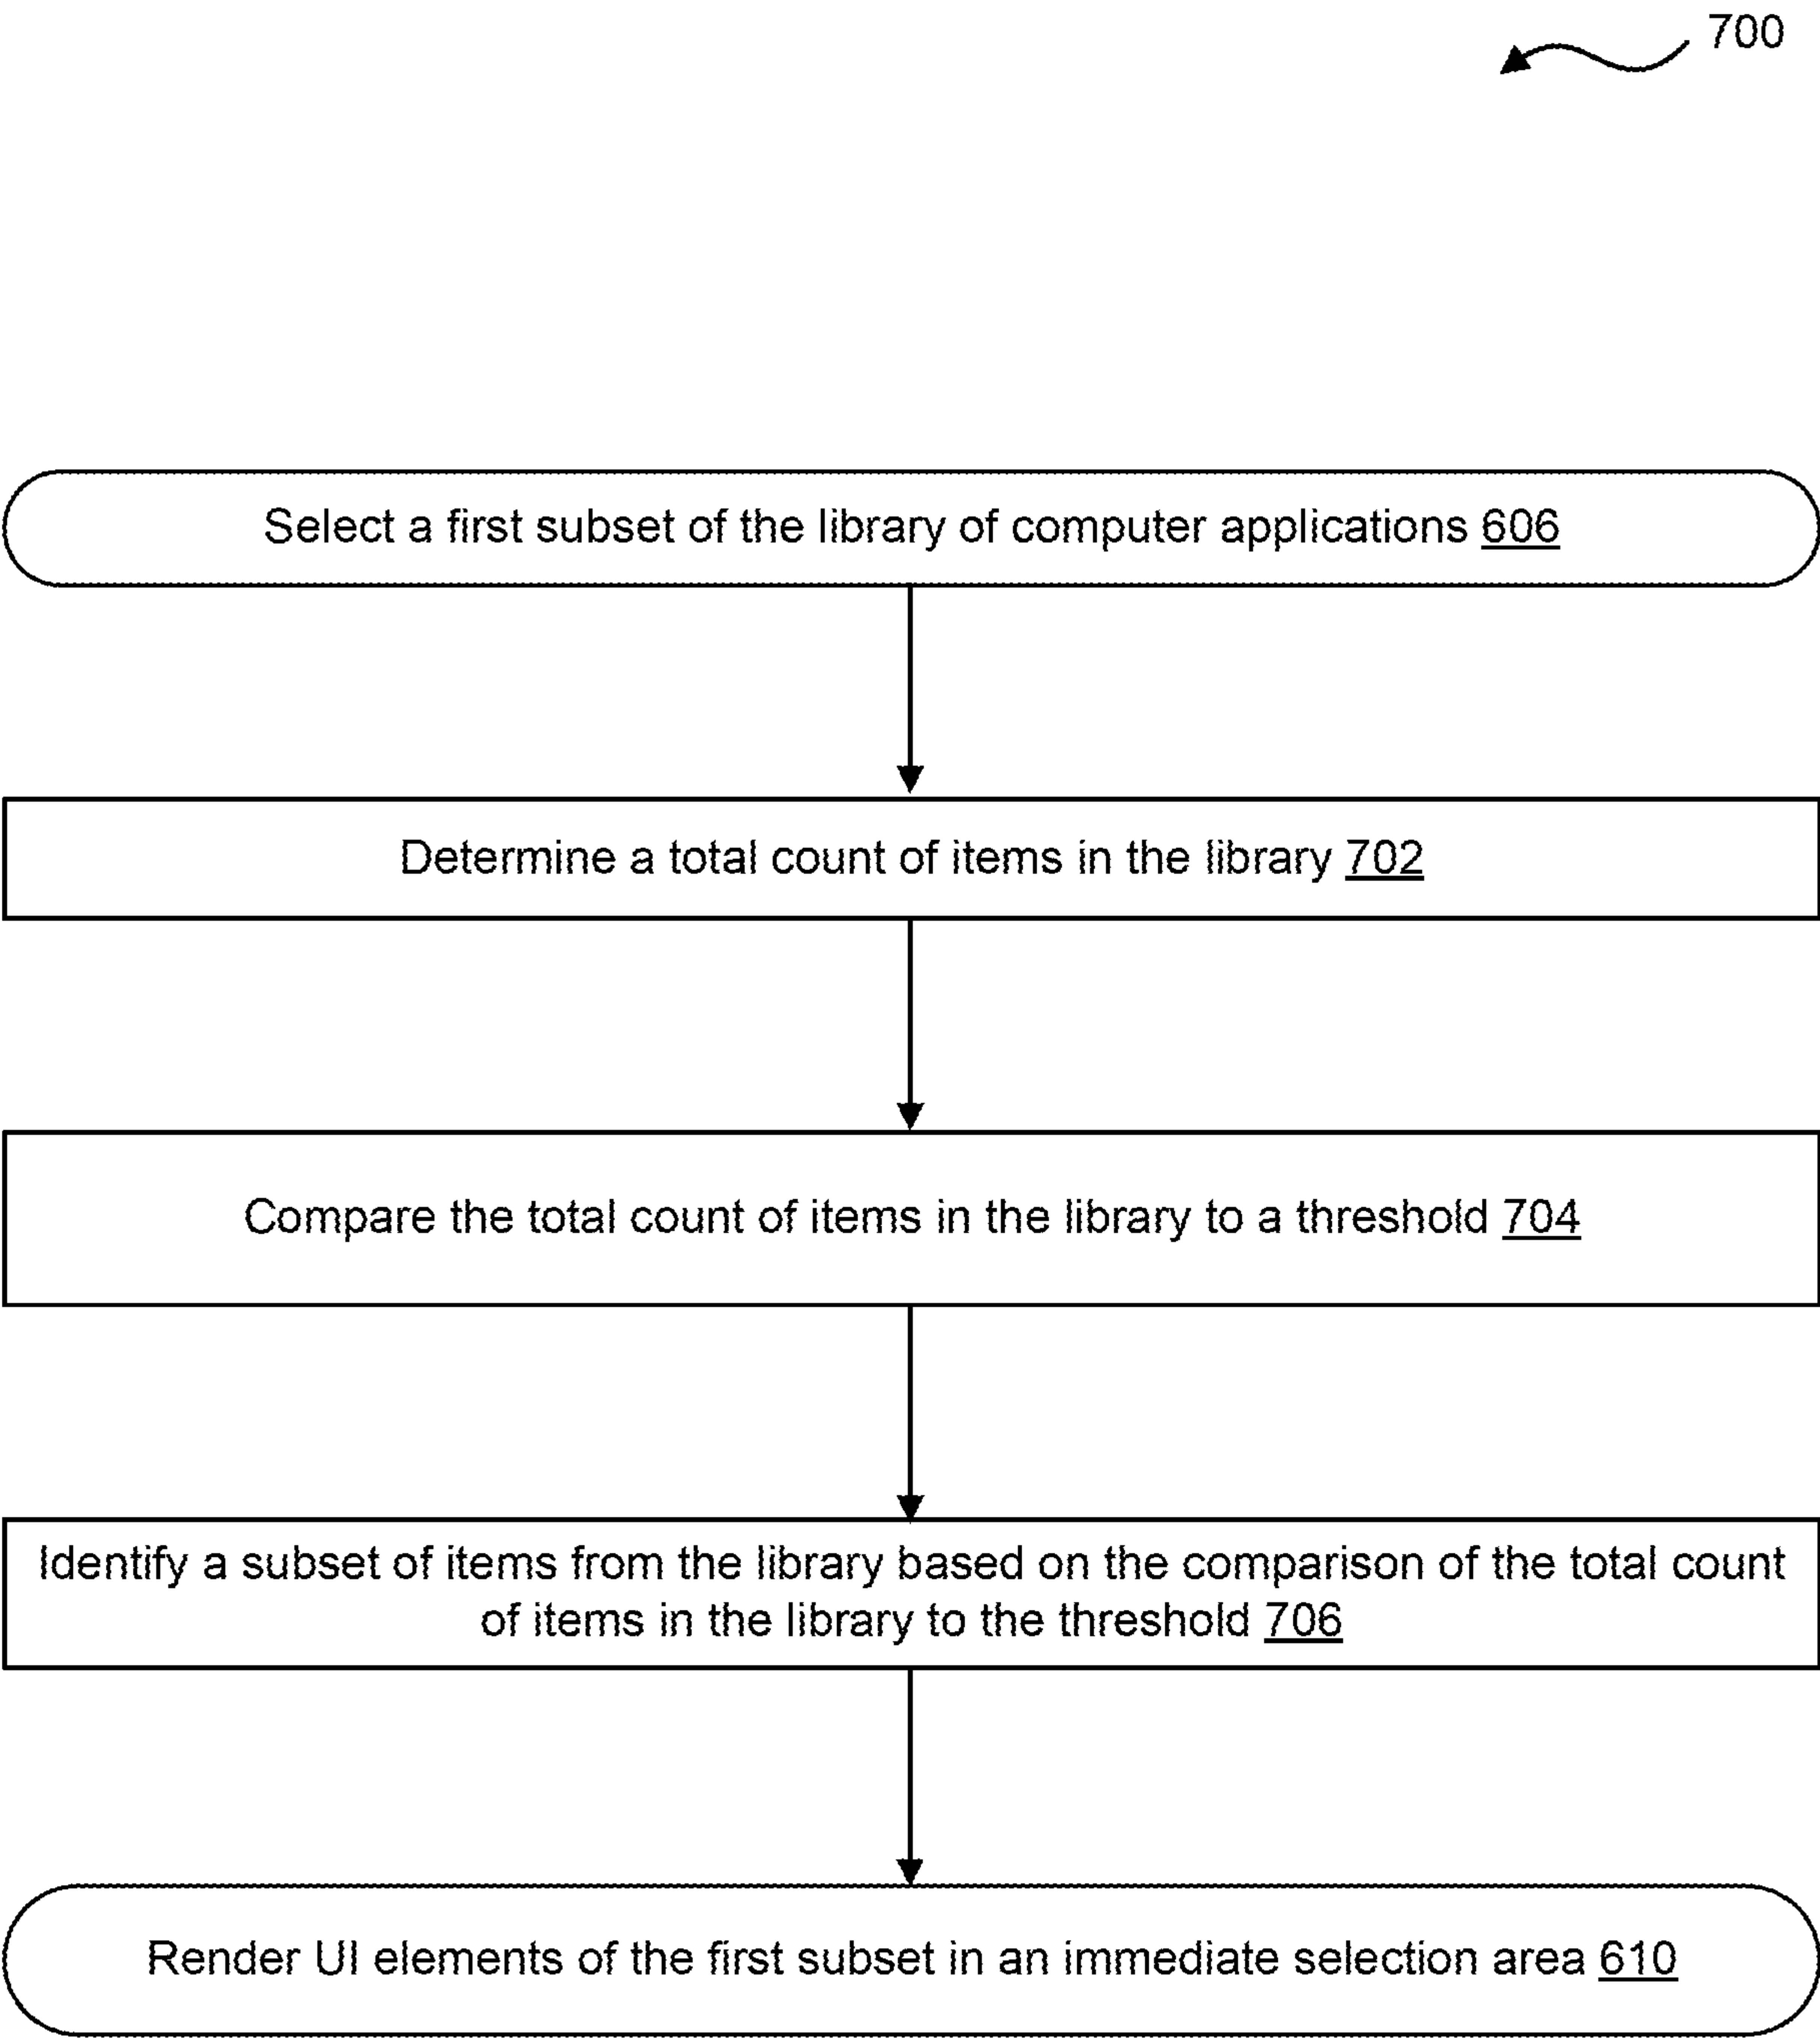 700
Select a first subset of the library of computer applications 606
Determine a total count of items in the library 702
Compare the total count of items in the library to a threshold 704
Identify a subset of items from the library based on the comparison of the total count
of items in the library to the threshold 706
Render UI elements of the first subset in an immediate selection area 610